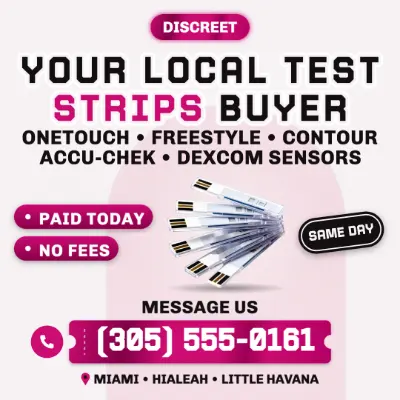 DISCREET
YOUR LOCAL TEST
STRIPS BUYER
ONETOUCH • FREESTYLE • CONTOUR
ACCU-CHEK • DEXCOM SENSORS
• PAID TODAY
• NO FEES
SAME DAY
MESSAGE US
(305) 555-0161
MIAMI • HIALEAH • LITTLE HAVANA